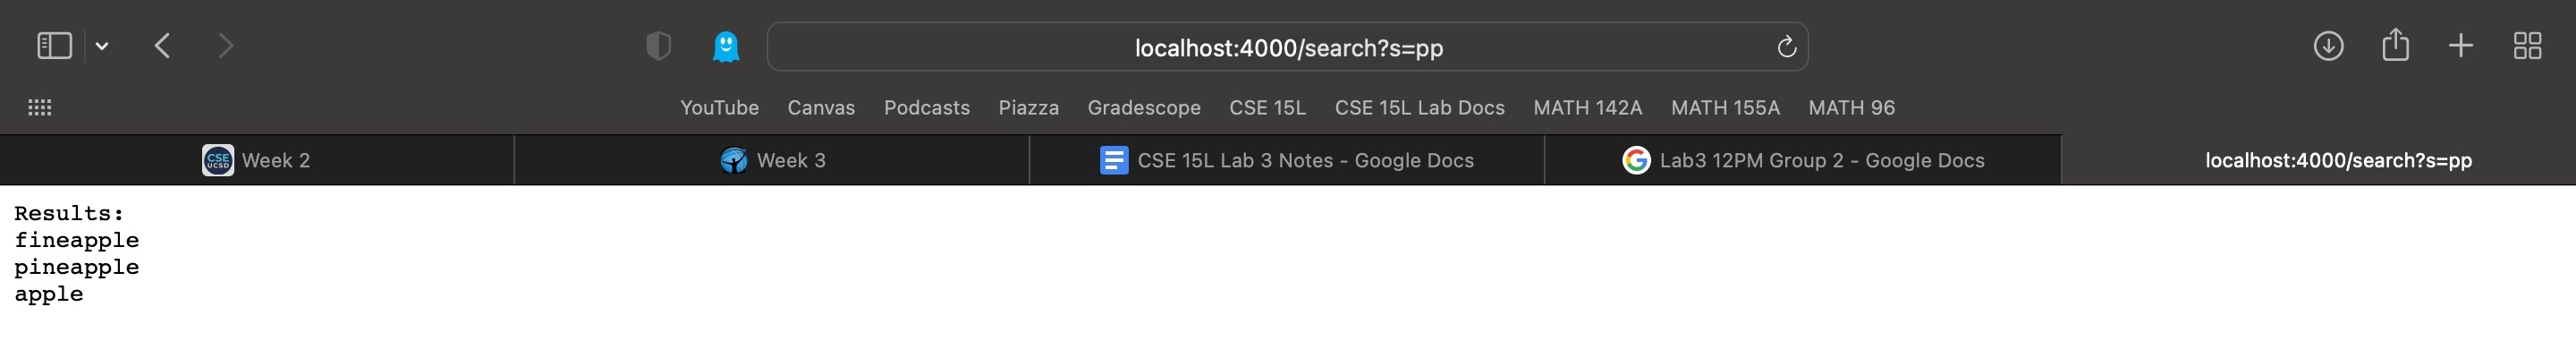 localhost:4000/search?s=pp
YouTube Canvas Podcasts Piazza Gradescope CSE 15L CSE 15L Lab Docs MATH 142A MATH 155A MATH 96
CSE UCSD Week 2 Week 3 CSE 15L Lab 3 Notes - Google Docs Lab3 12PM Group 2 - Google Docs localhost:4000/search?s=pp
Results:
fineapple
pineapple
apple